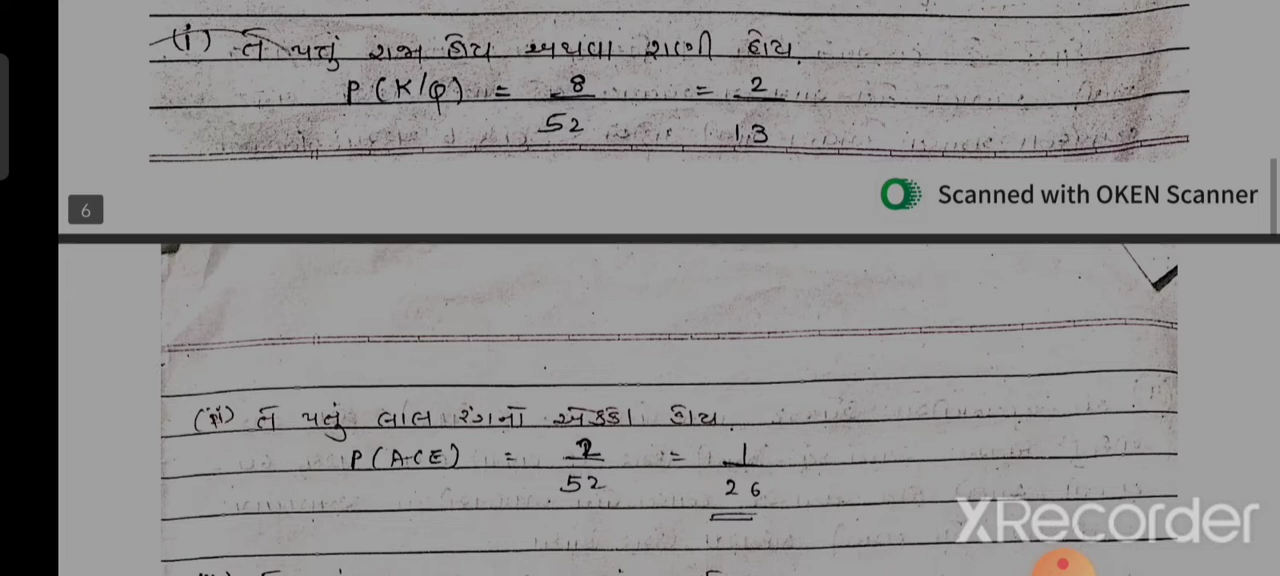 (i) તે પત્તું રાજા હોય અથવા રાણી હોય.
P(K/Q) = 8/52 = 2/13
Scanned with OKEN Scanner
6
(ii) તે પત્તું લાલ રંગનો એક્કો હોય.
P(ACE) = 2/52 = 1/26
XRecorder